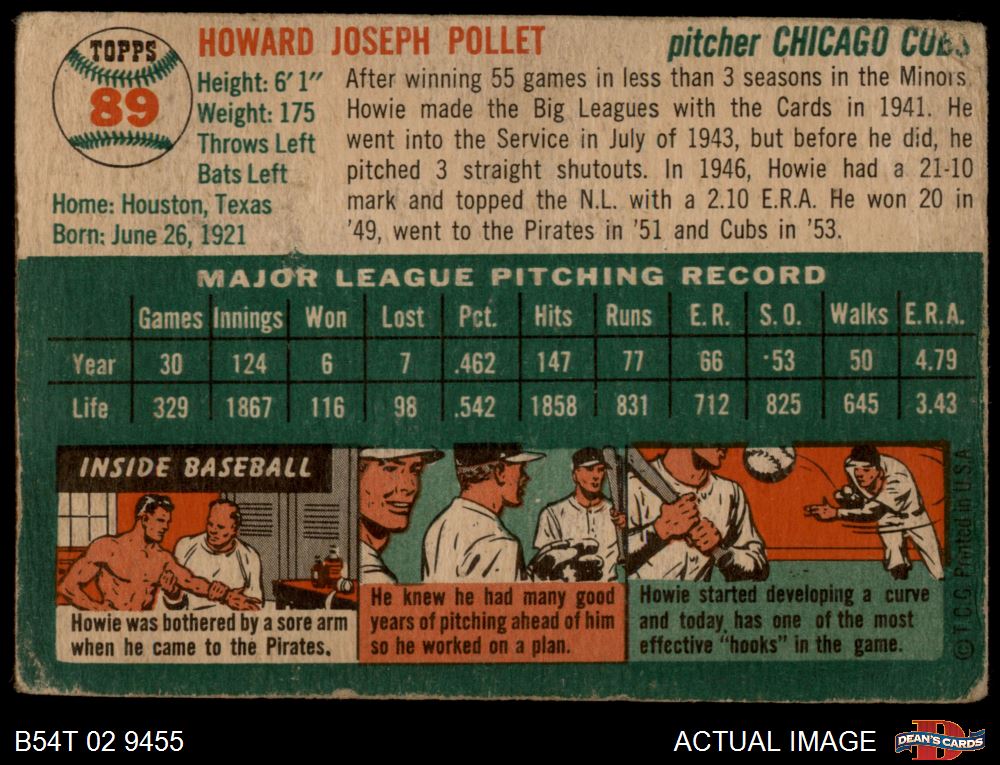 TOPPS
89
HOWARD JOSEPH POLLET
pitcher CHICAGO CUBS
Height: 6' 1"
Weight: 175
Throws Left
Bats Left
Home: Houston, Texas
Born: June 26, 1921
After winning 55 games in less than 3 seasons in the Minors
Howie made the Big Leagues with the Cards in 1941. He
went into the Service in July of 1943, but before he did, he
pitched 3 straight shutouts. In 1946, Howie had a 21-10
mark and topped the N.L. with a 2.10 E.R.A. He won 20 in
'49, went to the Pirates in '51 and Cubs in '53.
MAJOR LEAGUE PITCHING RECORD
Games Innings Won Lost Pct. Hits Runs E.R. S.O. Walks E.R.A.
Year 30 124 6 7 .462 147 77 66 53 50 4.79
Life 329 1867 116 98 .542 1858 831 712 825 645 3.43
INSIDE BASEBALL
Howie was bothered by a sore arm
when he came to the Pirates.
He knew he had many good
years of pitching ahead of him
so he worked on a plan.
Howie started developing a curve
and today has one of the most
effective "hooks" in the game.
© T.C.G. Printed in U.S.A.
B54T 02 9455
ACTUAL IMAGE
DEAN'S CARDS